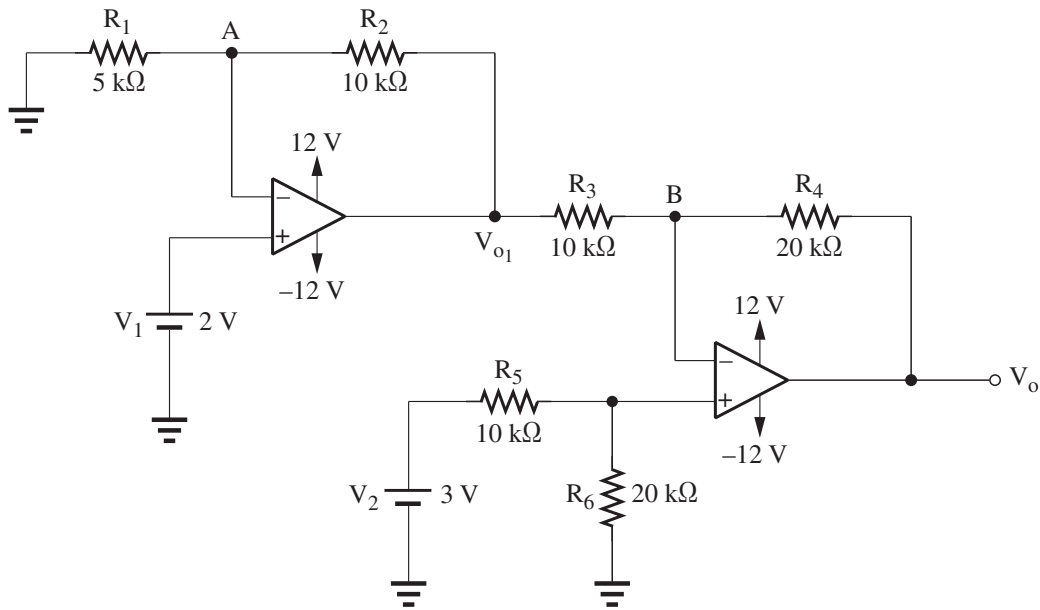 R1
5 kΩ
A
R2
10 kΩ
12 V
−
+
–12 V
Vo1
V1
2 V
R3
10 kΩ
B
R4
20 kΩ
12 V
−
+
–12 V
Vo
R5
10 kΩ
V2
3 V
R6
20 kΩ